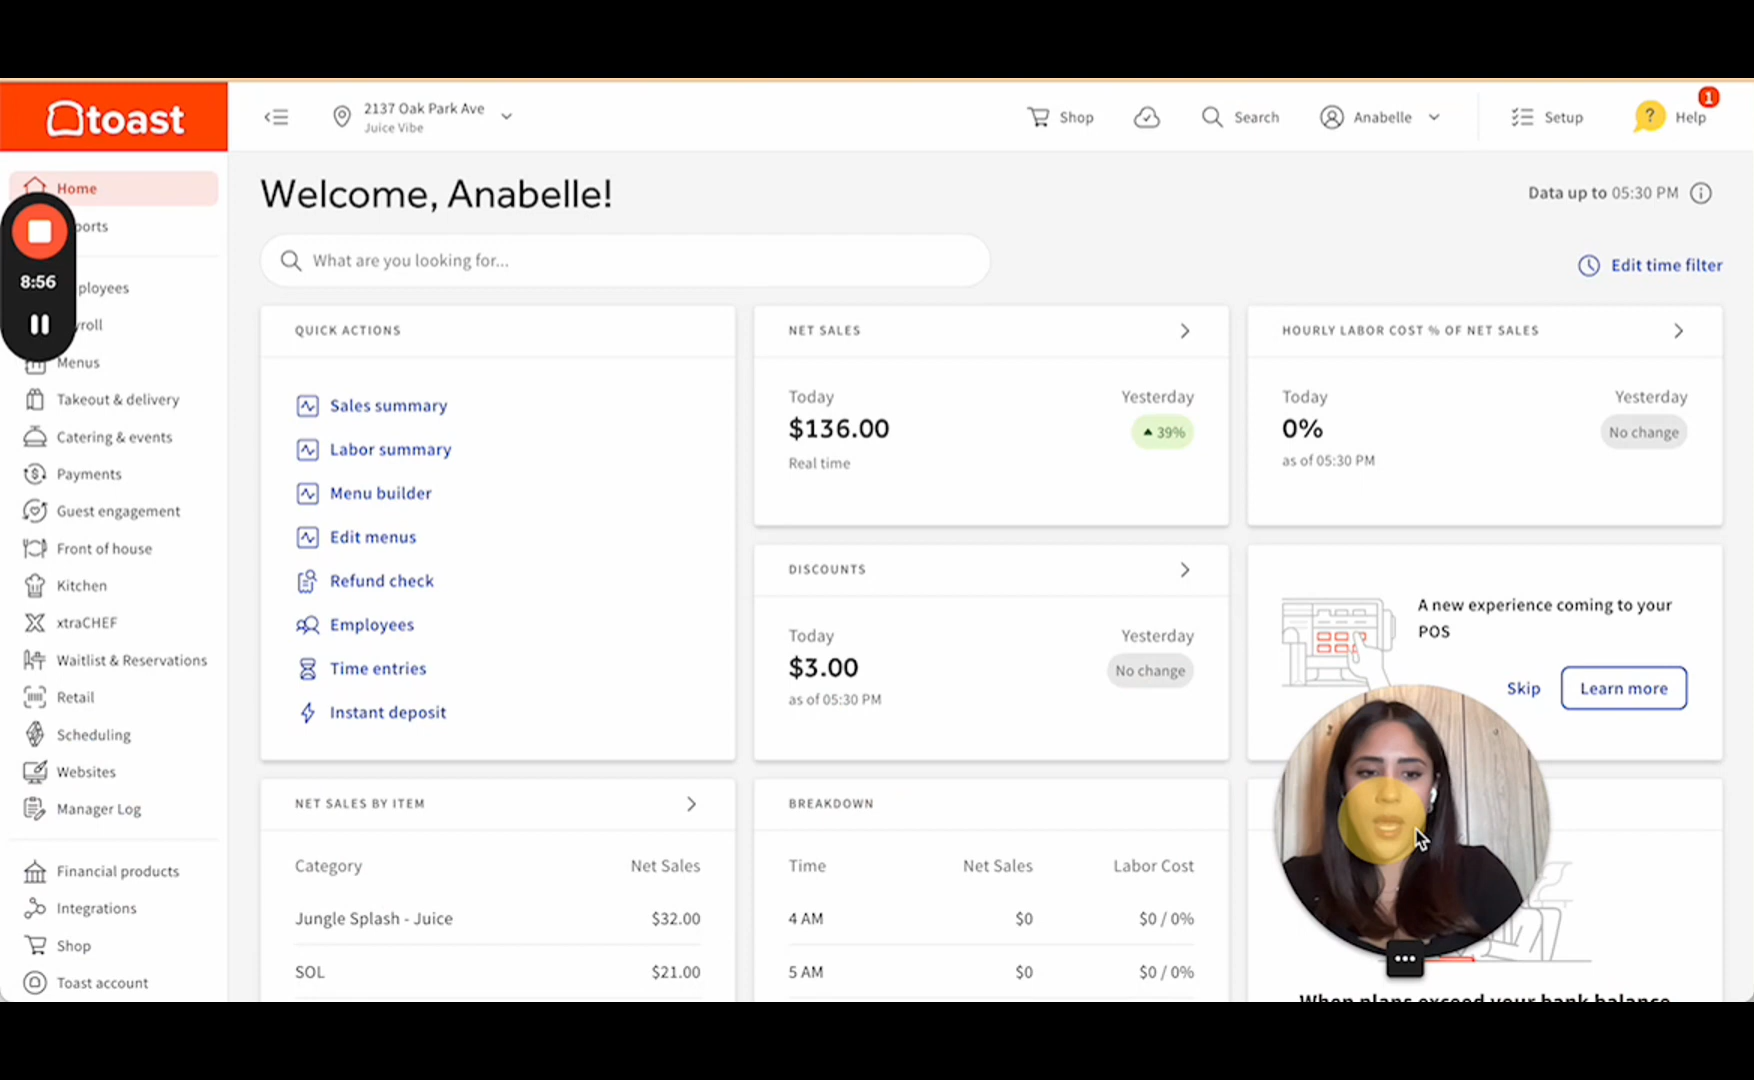 toast
2137 Oak Park Ave
Juice Vibe
Shop
Search
Anabelle
Setup
?
Help
1
Home
ports
8:56
ployees
roll
Menus
Takeout & delivery
Catering & events
Payments
Guest engagement
Front of house
Kitchen
xtraCHEF
Waitlist & Reservations
Retail
Scheduling
Websites
Manager Log
Financial products
Integrations
Shop
Toast account
Welcome, Anabelle!
Data up to 05:30 PM
What are you looking for...
Edit time filter
QUICK ACTIONS
Sales summary
Labor summary
Menu builder
Edit menus
Refund check
Employees
Time entries
Instant deposit
NET SALES
Today
Yesterday
$136.00
39%
Real time
HOURLY LABOR COST % OF NET SALES
Today
Yesterday
0%
No change
as of 05:30 PM
DISCOUNTS
Today
Yesterday
$3.00
No change
as of 05:30 PM
A new experience coming to your
POS
Skip
Learn more
NET SALES BY ITEM
Category
Net Sales
Jungle Splash - Juice
$32.00
SOL
$21.00
BREAKDOWN
Time
Net Sales
Labor Cost
4 AM
$0
$0 / 0%
5 AM
$0
$0 / 0%
When plans exceed your bank balance